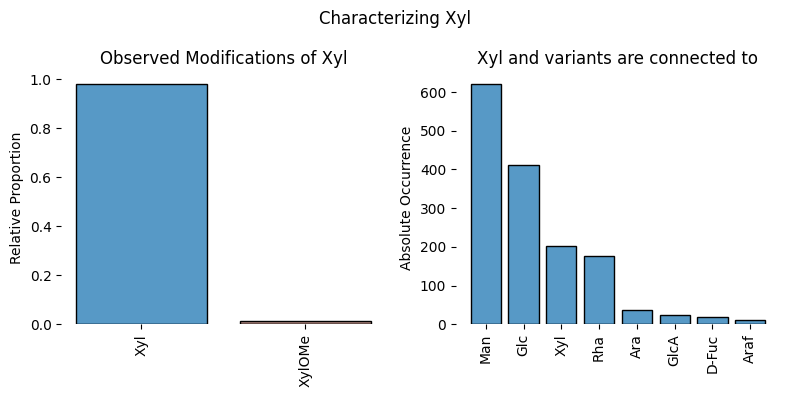 Characterizing Xyl
Observed Modifications of Xyl
Relative Proportion
1.0
0.8
0.6
0.4
0.2
0.0
Xyl
XylOMe
Xyl and variants are connected to
Absolute Occurrence
600
500
400
300
200
100
0
Man
Glc
Xyl
Rha
Ara
GlcA
D-Fuc
Araf